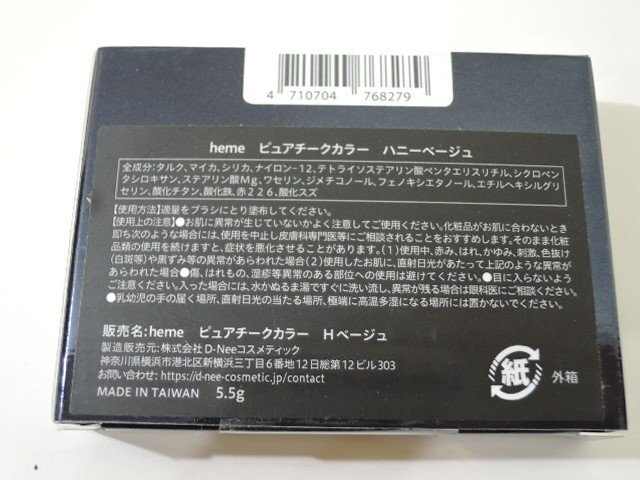 4 710704 768279
heme ピュアチークカラー ハニーベージュ
全成分:タルク、マイカ、シリカ、ナイロン-12、テトライソステアリン酸ペンタエリスリチル、シクロペン
タシロキサン、ステアリン酸Mg、ワセリン、ジメチコノール、フェノキシエタノール、エチルヘキシルグリ
セリン、酸化チタン、酸化鉄、赤226、酸化スズ
【使用方法】適量をブラシにとり塗布してください。
【使用上の注意】●お肌に異常が生じていないかよく注意してご使用ください。化粧品がお肌に合わないとき
即ち次のような場合には、使用を中止し皮膚科専門医等にご相談されることをおすすめします。そのまま化粧
品類の使用を続けますと、症状を悪化させることがあります。(1)使用中、赤み、はれ、かゆみ、刺激、色抜け
(白斑等)や黒ずみ等の異常があらわれた場合(2)使用したお肌に、直射日光があたって上記のような異常が
あらわれた場合●傷、はれもの、湿疹等異常のある部位への使用は避けてください。●目に入らないよう
ご注意ください。入った場合には、水かぬるま湯ですぐに洗い流し、異常が残る場合は眼科医にご相談ください。
●乳幼児の手の届く場所、直射日光の当たる場所、極端に高温多湿になる場所には置かないでください。
販売名:heme ピュアチークカラー Hベージュ
製造販売元:株式会社D-Neeコスメティック
神奈川県横浜市港北区新横浜三丁目6番地12日総第12ビル303
お問い合わせ:https://d-nee-cosmetic.jp/contact
MADE IN TAIWAN 5.5g
紙 外箱